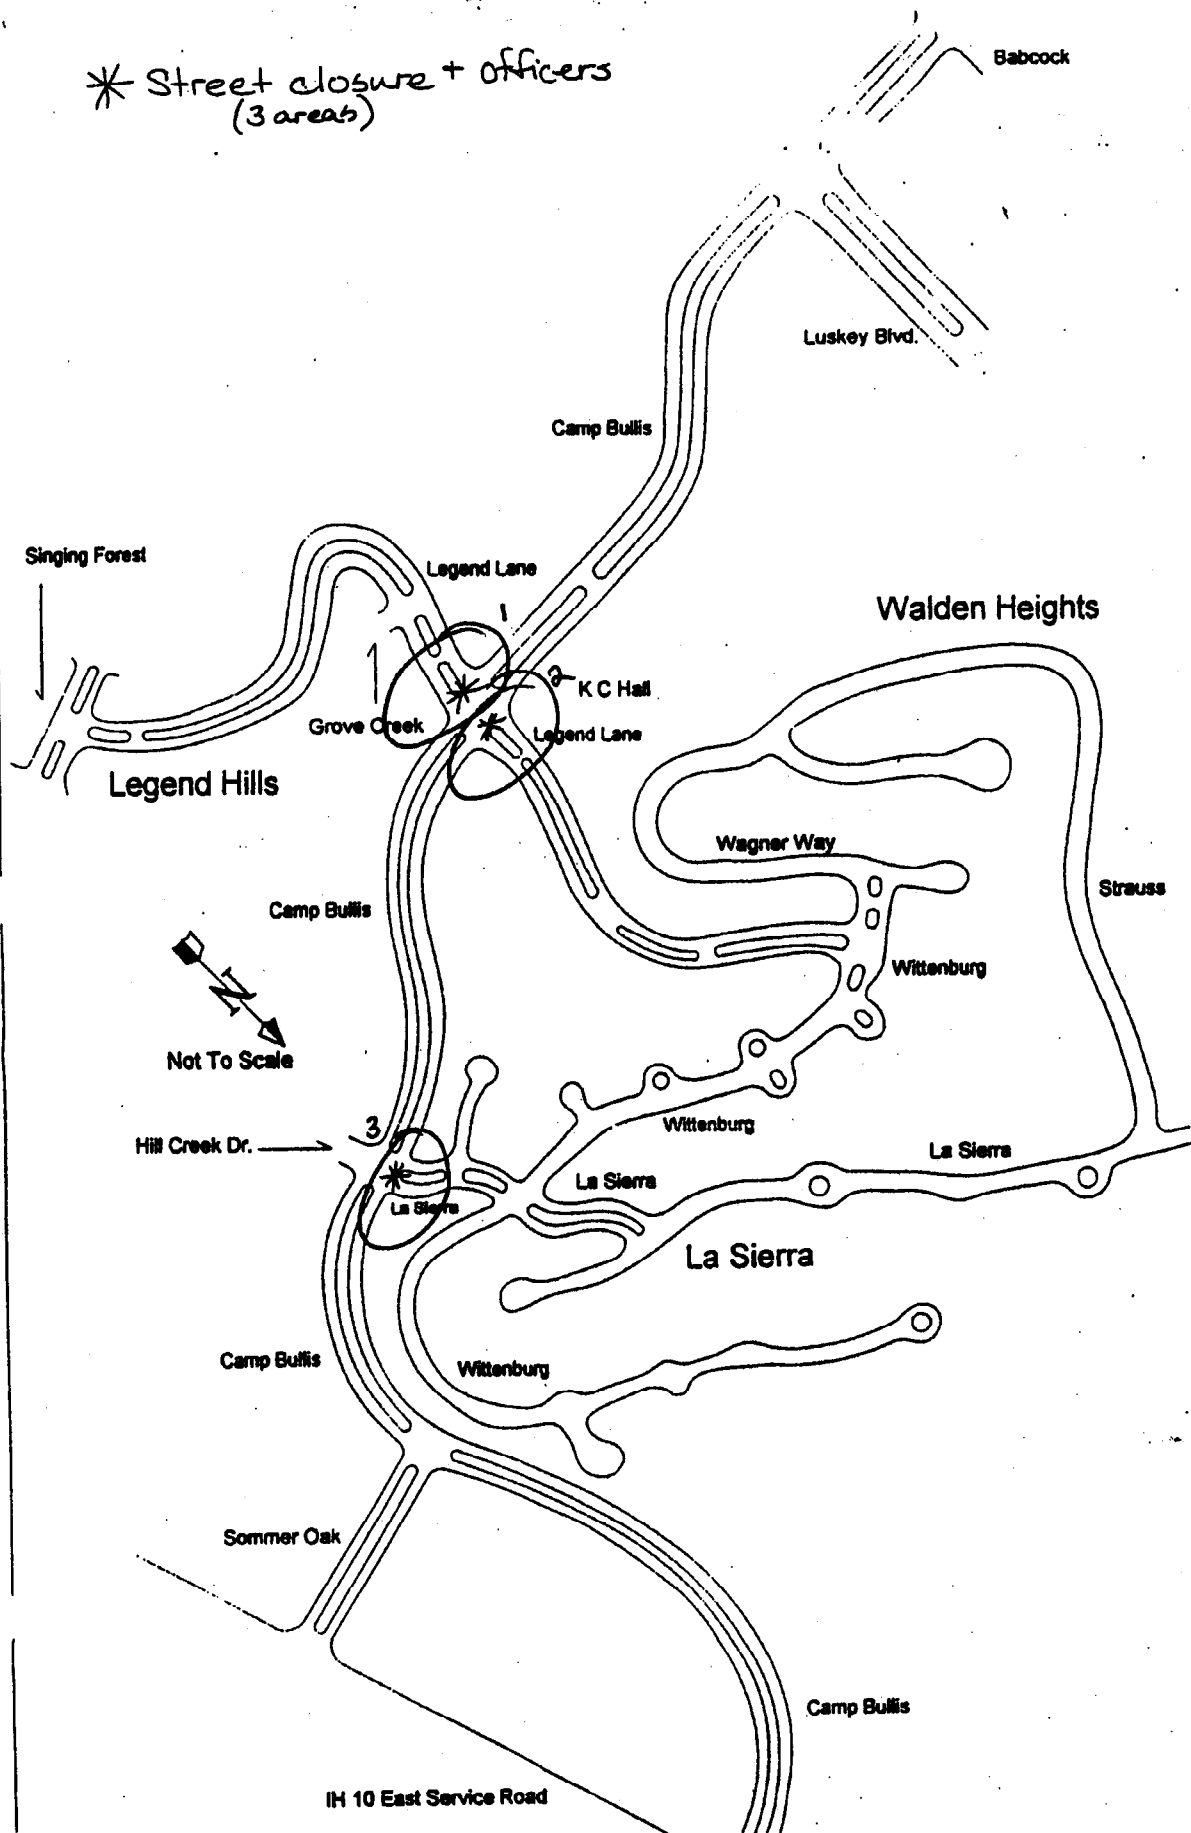 Babcock
* Street closure + officers
(3 areas)
Luskey Blvd.
Camp Bullis
Singing Forest
Legend Lane
Walden Heights
1
2
K C Hall
Grove Creek
Legend Lane
Legend Hills
Wagner Way
Strauss
Camp Bullis
Wittenburg
N
Not To Scale
3
Hill Creek Dr.
Wittenburg
La Sierra
La Sierra
La Sierra
La Sierra
Camp Bullis
Wittenburg
Sommer Oak
Camp Bullis
IH 10 East Service Road